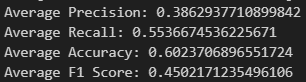 Average Precision: 0.3862937710899842
Average Recall: 0.5536674536225671
Average Accuracy: 0.6023706896551724
Average F1 Score: 0.4502171235496106